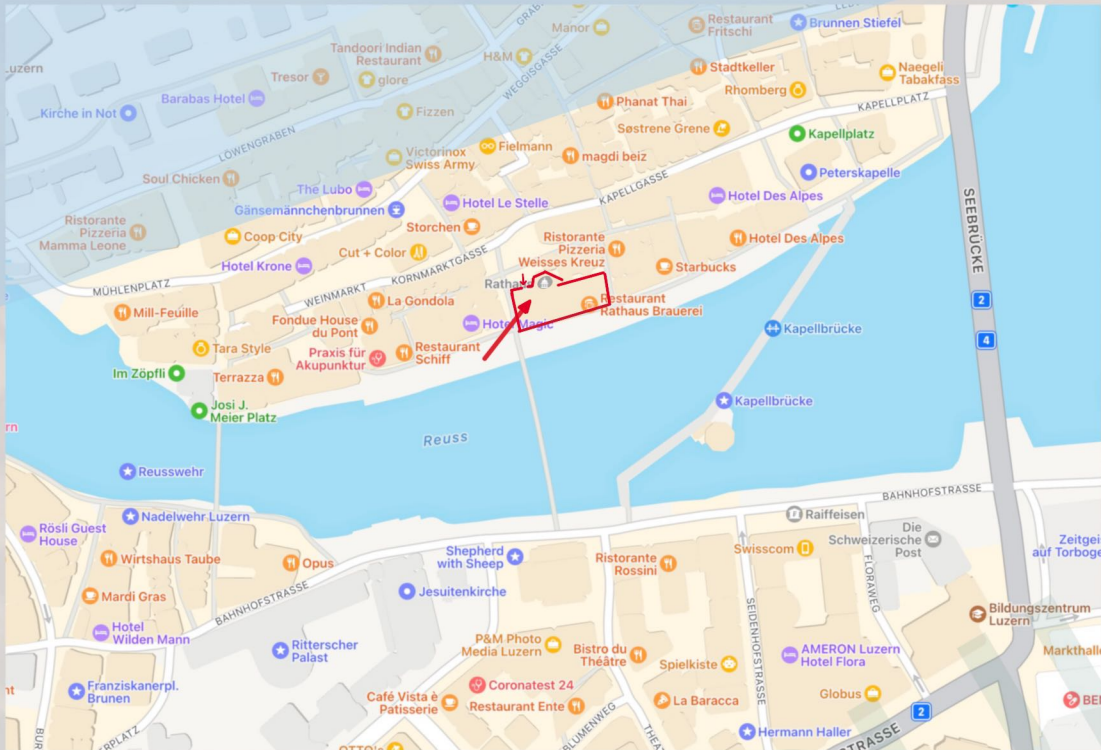 Manor
Restaurant
Fritschi
Brunnen Stiefel
Tandoori Indian
Restaurant
H&M
Stadtkeller
Naegeli
Tabakfass
Tresor
glore
Rhomberg
WEGGISGASSE
Barabas Hotel
Phanat Thai
KAPELLPLATZ
Kirche in Not
Fizzen
Søstrene Grene
Kapellplatz
LÖWENGRABEN
Fielmann
Victorinox
Swiss Army
magdi beiz
Peterskapelle
Soul Chicken
The Lubo
KAPELLGASSE
Hotel Le Stelle
Hotel Des Alpes
Gänsemännchenbrunnen
Ristorante
Pizzeria
Mamma Leone
Storchen
Coop City
Ristorante
Pizzeria
Weisses Kreuz
Hotel Des Alpes
SEEBRÜCKE
Cut + Color
KORNMARKTGASSE
Hotel Krone
Starbucks
MÜHLENPLATZ
Rathaus
WEINMARKT
La Gondola
Restaurant
Rathaus Brauerei
2
Mill-Feuille
Fondue House
du Pont
Hotel Magic
Kapellbrücke
4
Tara Style
Praxis für
Akupunktur
Restaurant
Schiff
Im Zöpfli
Terrazza
Josi J.
Meier Platz
Kapellbrücke
Reuss
Reusswehr
BAHNHOFSTRASSE
Nadelwehr Luzern
Raiffeisen
Rösli Guest
House
Die
Schweizerische
Post
Wirtshaus Taube
Opus
Shepherd
with Sheep
Ristorante
Rossini
Swisscom
Mardi Gras
BAHNHOFSTRASSE
Jesuitenkirche
FLORAWEG
SEIDENHOFSTRASSE
Bildungszentrum
Luzern
Hotel
Wilden Mann
Ritterscher
Palast
P&M Photo
Media Luzern
Bistro du
Théâtre
Spielkiste
AMERON Luzern
Hotel Flora
Franziskanerpl.
Brunen
Coronatest 24
Café Vista è
Patisserie
Restaurant Ente
La Baracca
Globus
2
BLUMENWEG
Hermann Haller